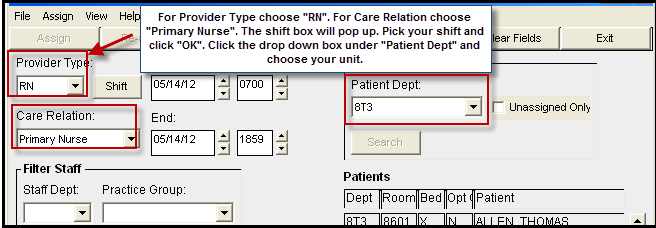 File Assign View Help
For Provider Type choose "RN". For Care Relation choose
"Primary Nurse". The shift box will pop up. Pick your shift and
click "OK". Click the drop down box under "Patient Dept" and
choose your unit.
Assign Clear Fields Exit
Provider Type:
RN Shift 05/14/12 0700
Patient Dept:
8T3 Unassigned Only
Care Relation: End:
Primary Nurse 05/14/12 1859
Search
Filter Staff
Staff Dept: Practice Group:
Patients
Dept Room Bed Opt Patient
8T3 8601 X N ALLEN, THOMAS